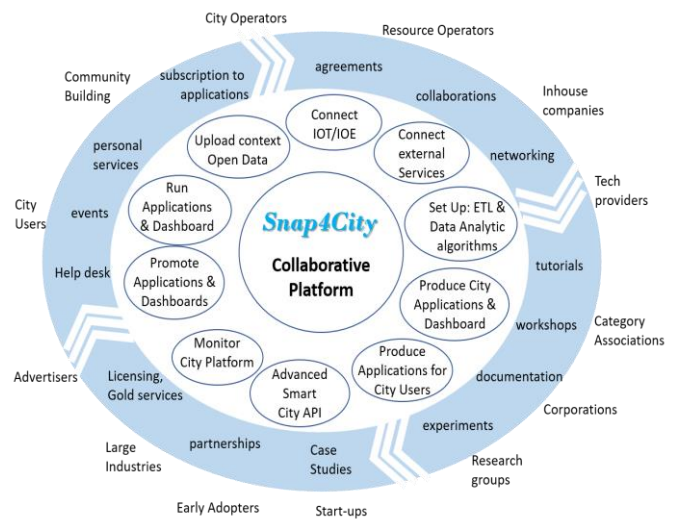 City Operators
Resource Operators
Community
Building
subscription to
applications
agreements
collaborations
Inhouse
companies
Connect
IOT/IOE
Upload context
Open Data
Connect
external
Services
personal
services
networking
Tech
providers
Run
Applications
& Dashboard
City
Users
events
Set Up: ETL &
Data Analytic
algorithms
Snap4City
Collaborative
Platform
Help desk
Promote
Applications &
Dashboards
tutorials
Produce City
Applications &
Dashboard
workshops
Category
Associations
Monitor
City Platform
Produce
Applications for
City Users
Advertisers
Licensing,
Gold services
Advanced
Smart
City API
documentation
Corporations
experiments
partnerships
Case
Studies
Large
Industries
Research
groups
Early Adopters
Start-ups